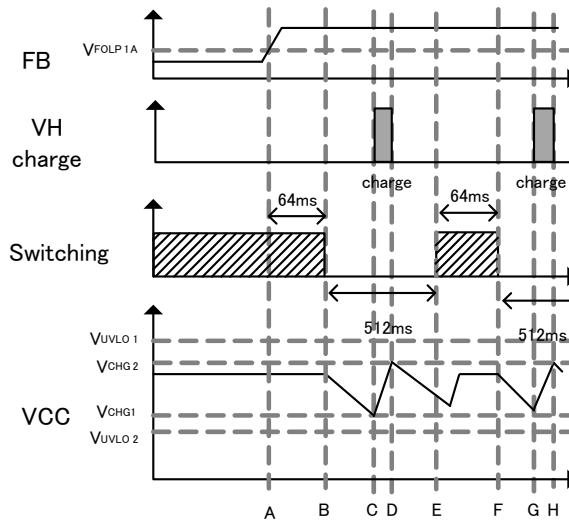 VFOLP1A
FB
VH
charge
charge
charge
64ms
64ms
Switching
512ms
512ms
VUVLO1
VCHG2
VCC
VCHG1
VUVLO2
A B C D E F G H